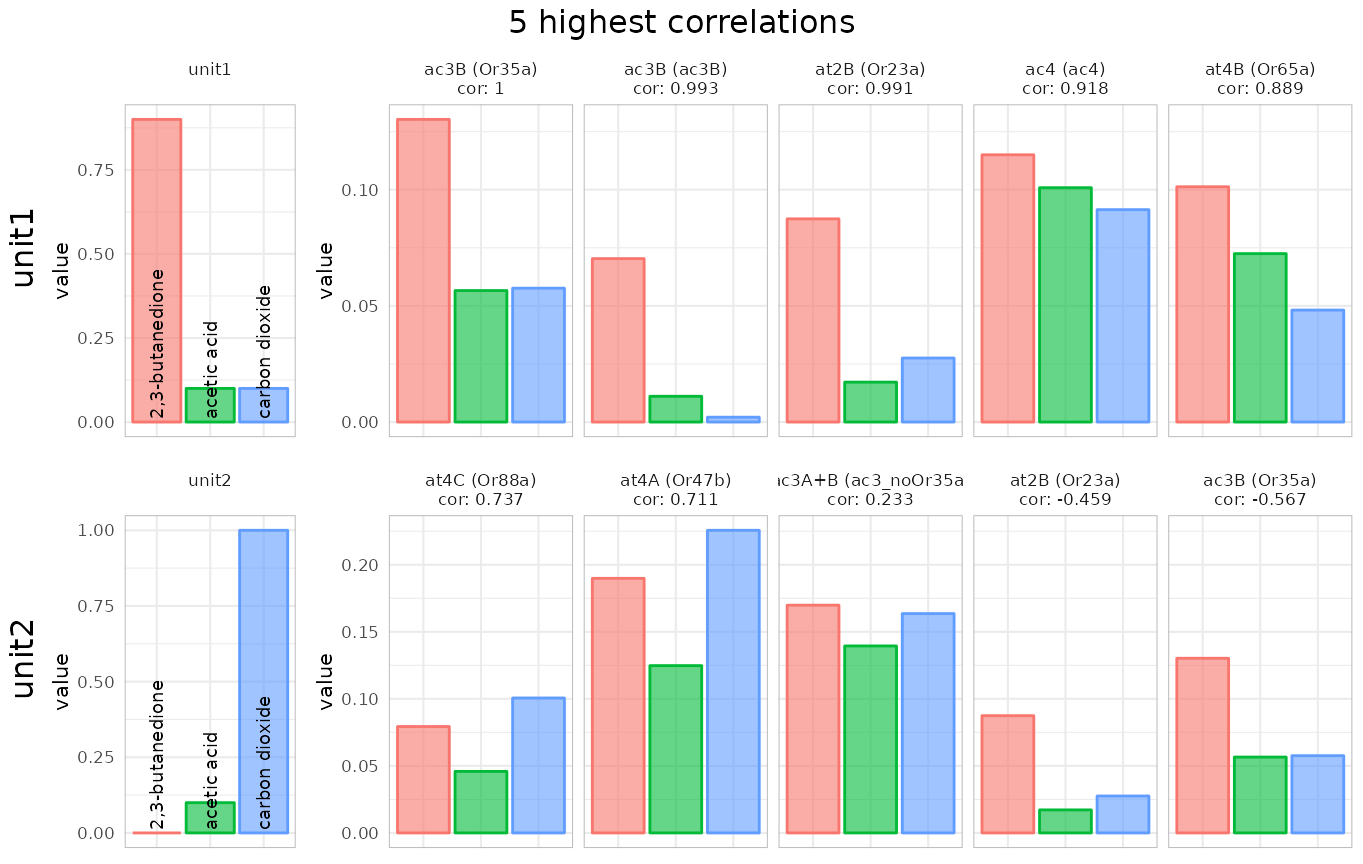 5 highest correlations
unit1
unit1
value
0.75
0.50
0.25
0.00
2,3-butanedione
acetic acid
carbon dioxide
value
0.10
0.05
0.00
ac3B (Or35a)
cor: 1
ac3B (ac3B)
cor: 0.993
at2B (Or23a)
cor: 0.991
ac4 (ac4)
cor: 0.918
at4B (Or65a)
cor: 0.889
unit2
unit2
value
1.00
0.75
0.50
0.25
0.00
2,3-butanedione
acetic acid
carbon dioxide
value
0.20
0.15
0.10
0.05
0.00
at4C (Or88a)
cor: 0.737
at4A (Or47b)
cor: 0.711
ac3A+B (ac3_noOr35a
cor: 0.233
at2B (Or23a)
cor: -0.459
ac3B (Or35a)
cor: -0.567